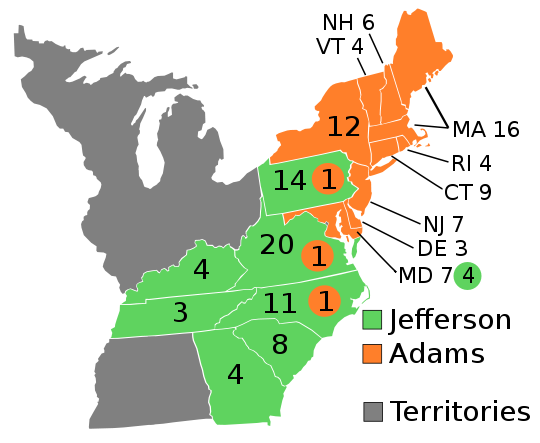 NH 6
VT 4
12
MA 16
RI 4
14 1
CT 9
NJ 7
20 1
DE 3
4
MD 7 4
3
11 1
Jefferson
8
Adams
4
Territories